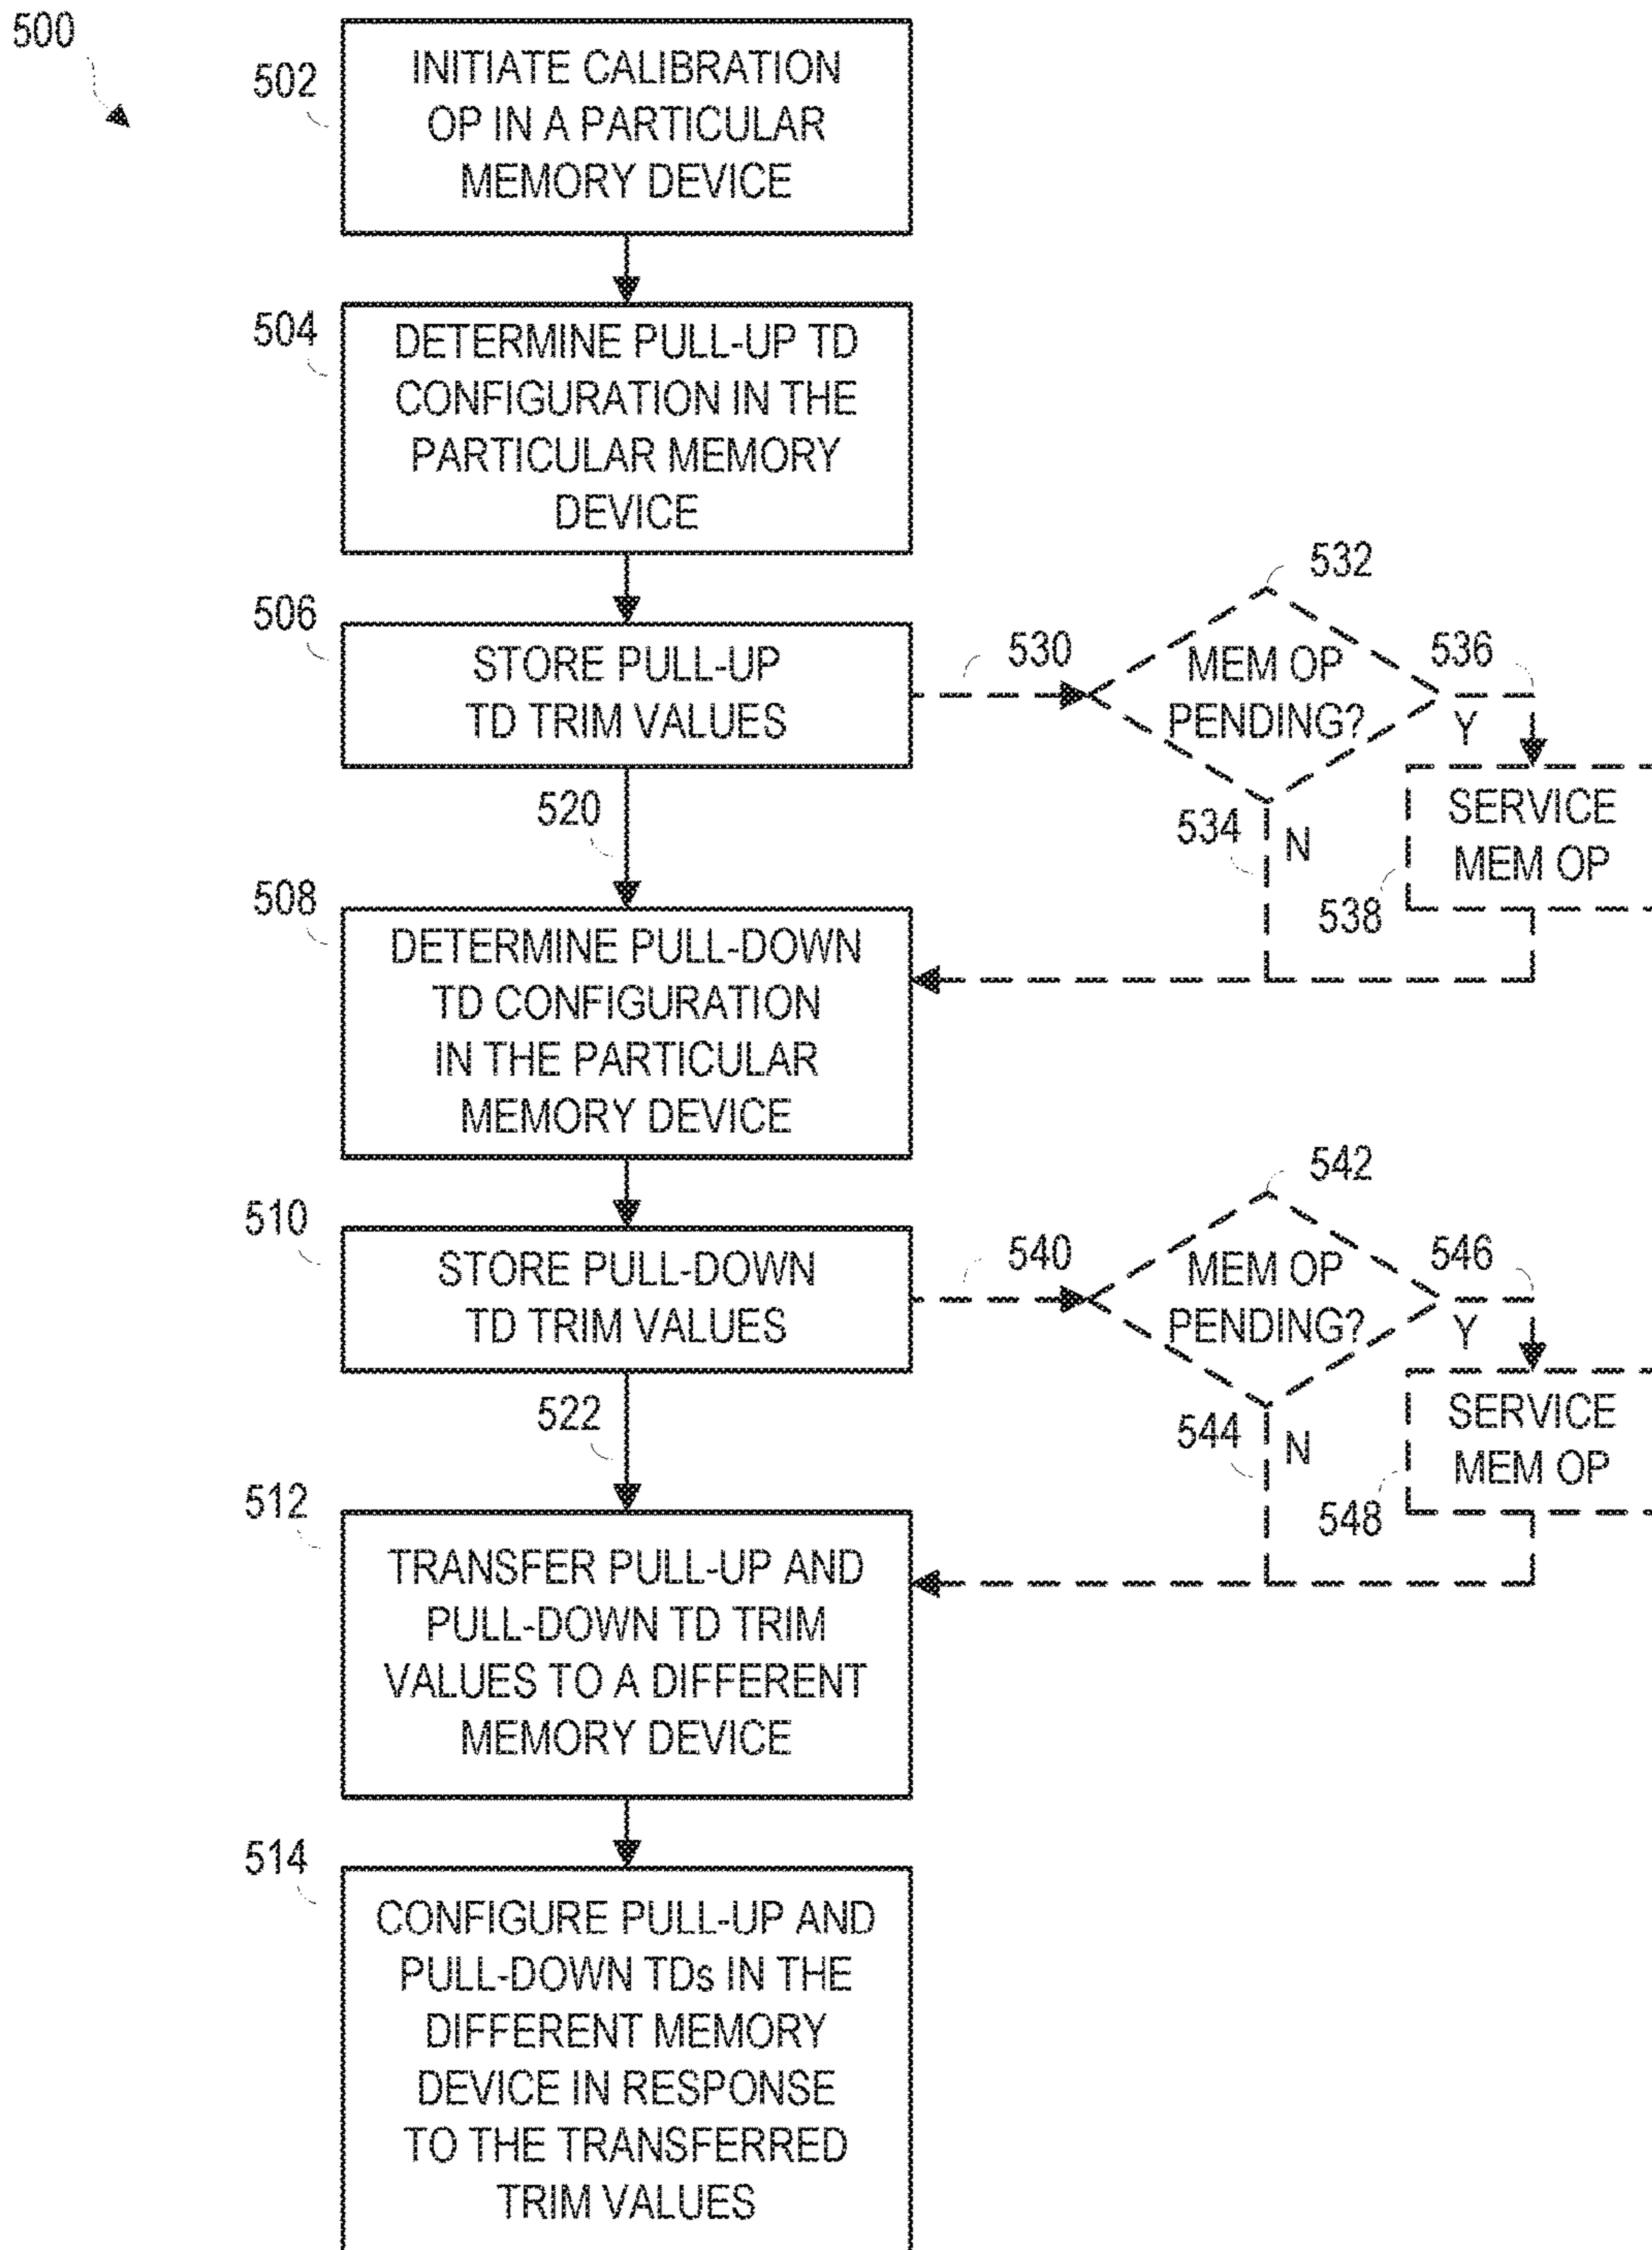 500
502
INITIATE CALIBRATION
OP IN A PARTICULAR
MEMORY DEVICE
504
DETERMINE PULL-UP TD
CONFIGURATION IN THE
PARTICULAR MEMORY
DEVICE
506
STORE PULL-UP
TD TRIM VALUES
530
532
MEM OP
PENDING?
536
Y
534
N
SERVICE
MEM OP
538
520
508
DETERMINE PULL-DOWN
TD CONFIGURATION
IN THE PARTICULAR
MEMORY DEVICE
510
STORE PULL-DOWN
TD TRIM VALUES
540
542
MEM OP
PENDING?
546
Y
544
N
SERVICE
MEM OP
548
522
512
TRANSFER PULL-UP AND
PULL-DOWN TD TRIM
VALUES TO A DIFFERENT
MEMORY DEVICE
514
CONFIGURE PULL-UP AND
PULL-DOWN TDs IN THE
DIFFERENT MEMORY
DEVICE IN RESPONSE
TO THE TRANSFERRED
TRIM VALUES